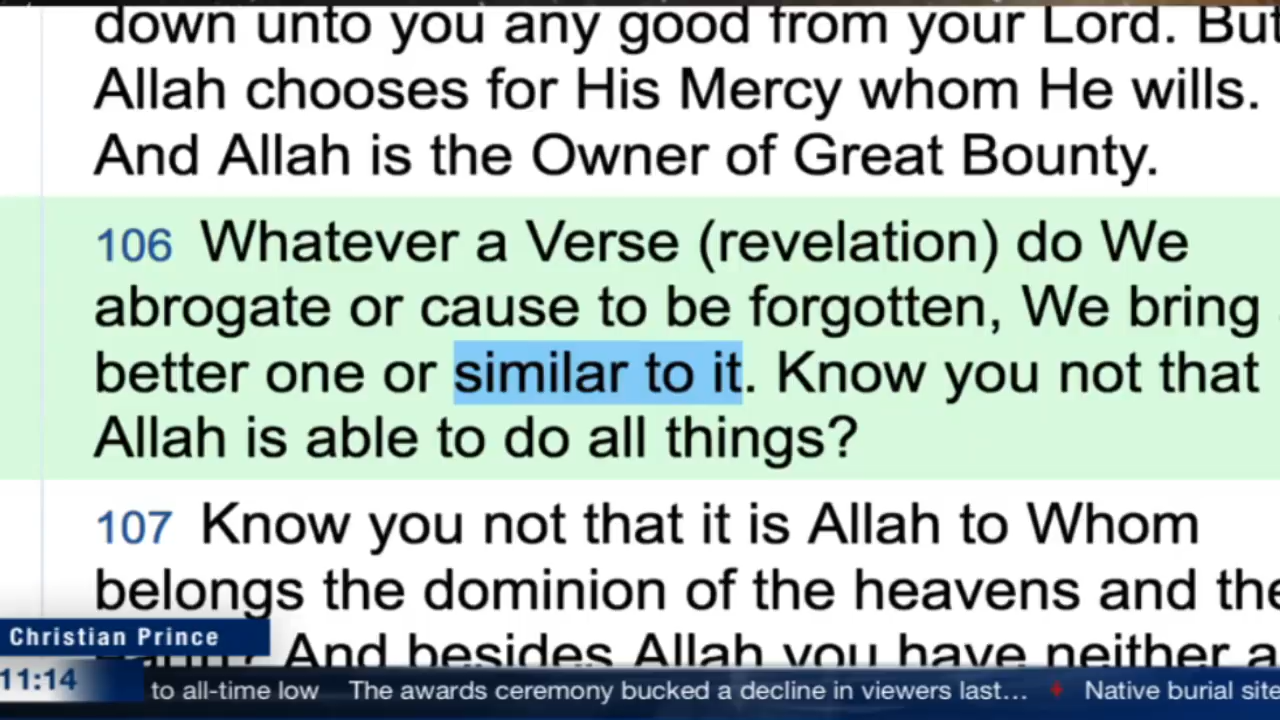 down unto you any good from your Lord. But
Allah chooses for His Mercy whom He wills.
And Allah is the Owner of Great Bounty.
106 Whatever a Verse (revelation) do We
abrogate or cause to be forgotten, We bring
better one or similar to it. Know you not that
Allah is able to do all things?
107 Know you not that it is Allah to Whom
belongs the dominion of the heavens and the
And besides Allah you have neither a
Christian Prince
11:14 to all-time low The awards ceremony bucked a decline in viewers last... Native burial site